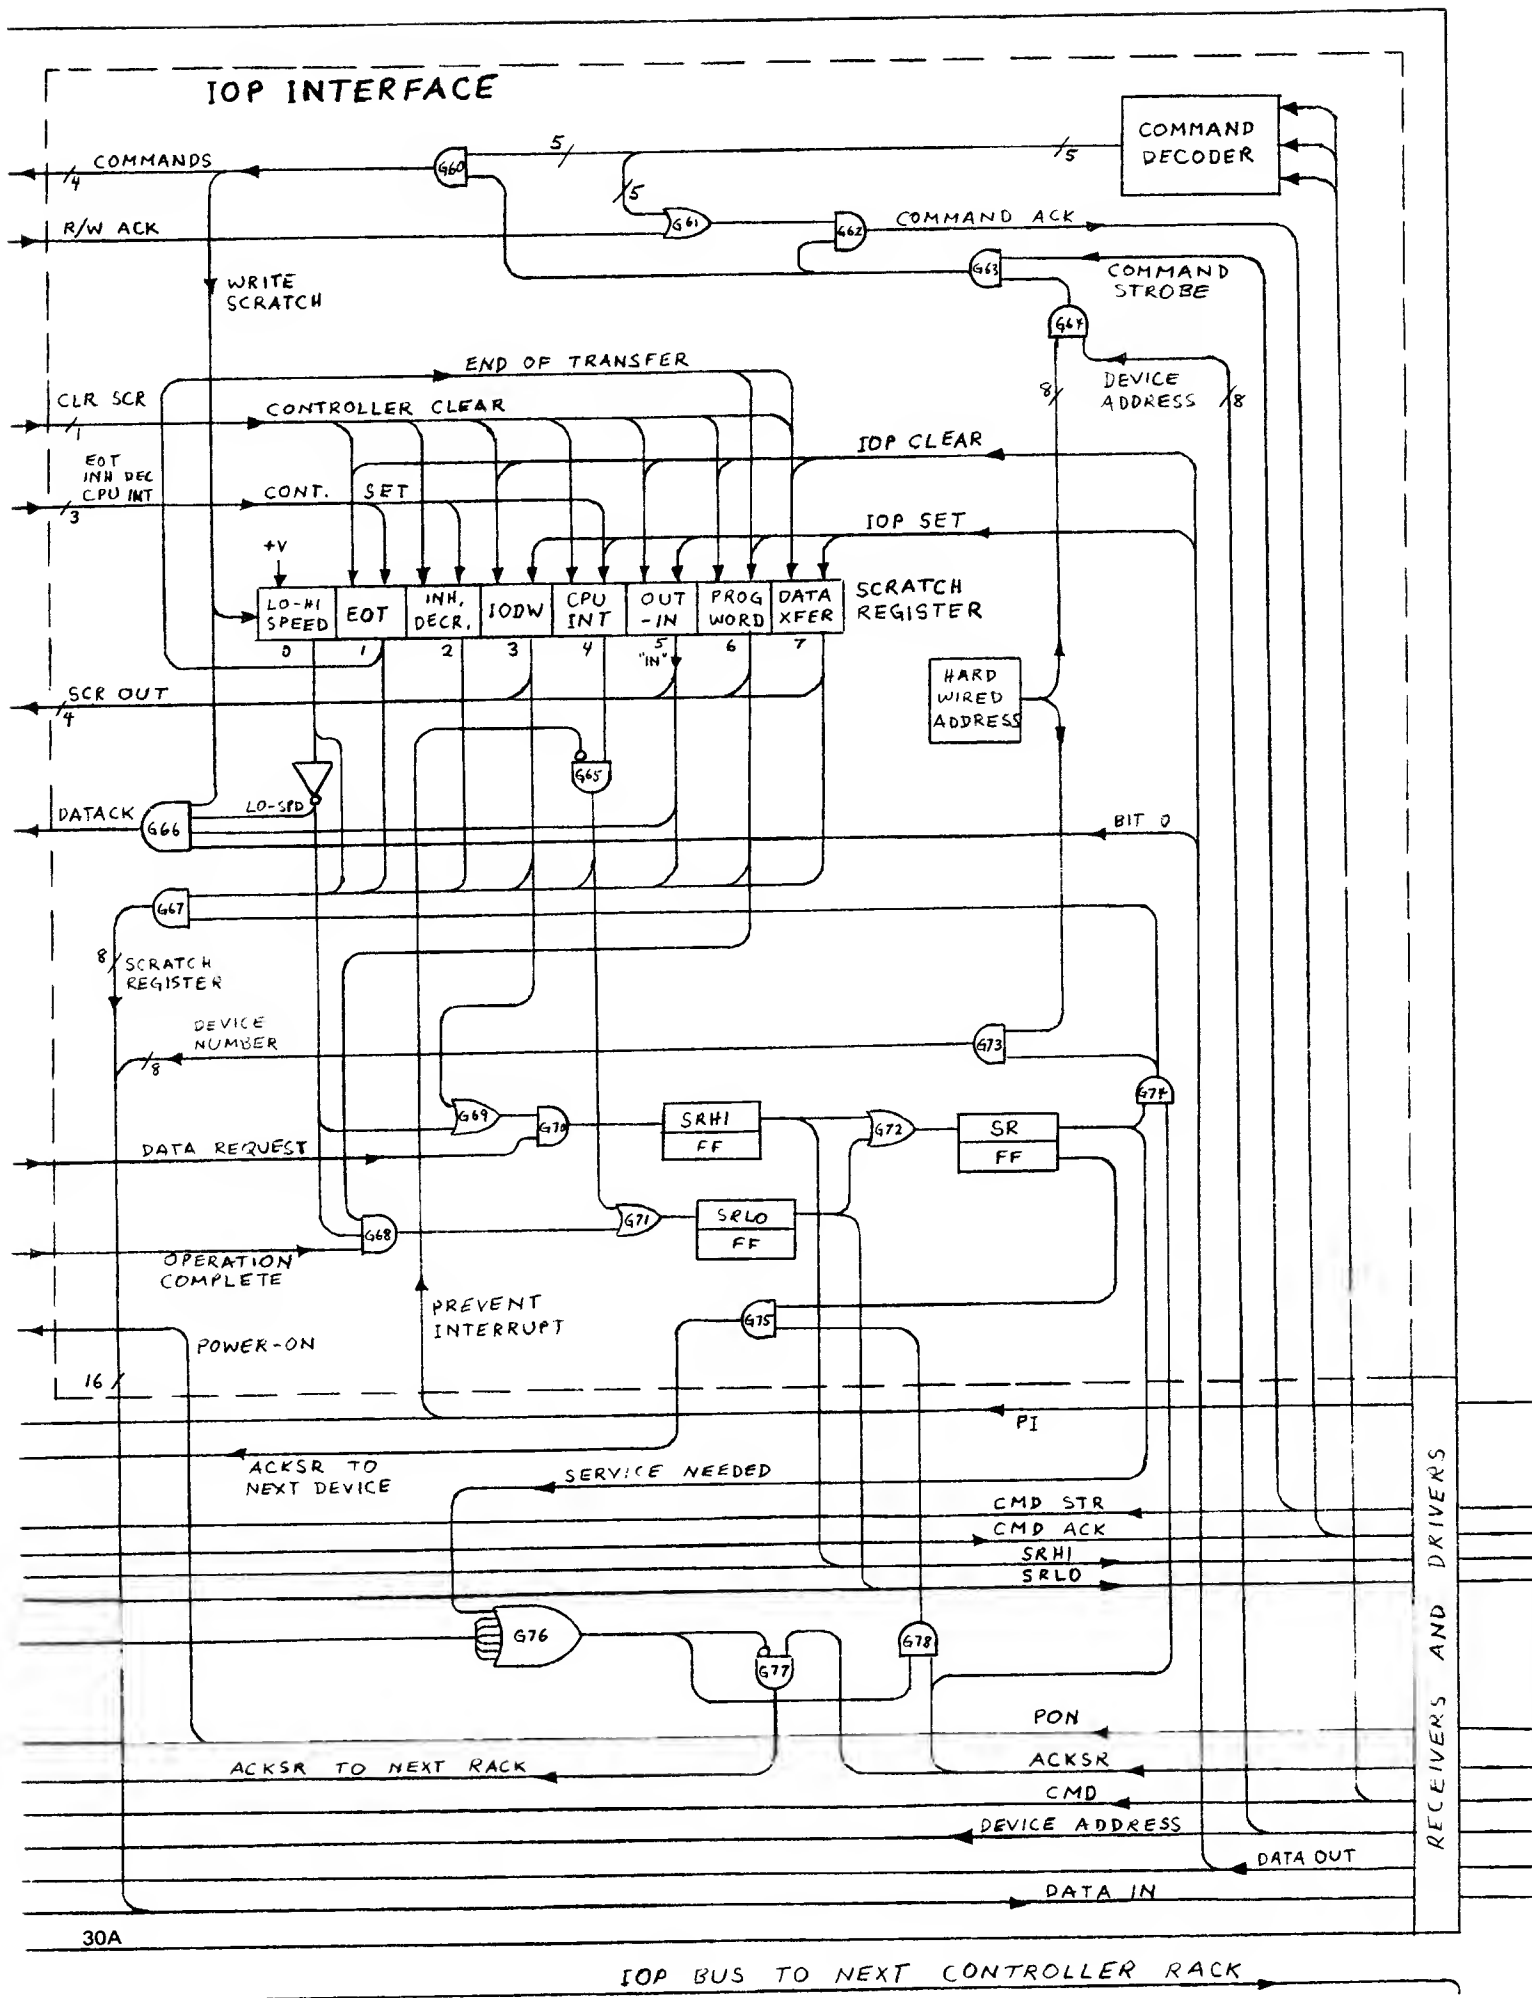 IOP INTERFACE
COMMAND
DECODER
COMMANDS
/4
G60
5/
/5
/5
R/W ACK
G61
G62
COMMAND ACK
G63
COMMAND
STROBE
WRITE
SCRATCH
G64
END OF TRANSFER
8/
DEVICE
ADDRESS
/8
CLR SCR
/1
CONTROLLER CLEAR
IOP CLEAR
EOT
INH DEC
CPU INT
/3
CONT. SET
IOP SET
+V
LO-HI
SPEED
EOT
INH.
DECR.
IODW
CPU
INT
OUT
-IN
PROG
WORD
DATA
XFER
SCRATCH
REGISTER
0
1
2
3
4
5
"IN"
6
7
SCR OUT
/4
HARD
WIRED
ADDRESS
G65
LO-SPD
DATACK
G66
BIT 0
G67
8/
SCRATCH
REGISTER
DEVICE
NUMBER
/8
G73
G74
G69
G70
SRHI
FF
G72
SR
FF
DATA REQUEST
G68
G71
SRLO
FF
OPERATION
COMPLETE
PREVENT
INTERRUPT
G75
POWER-ON
16/
PI
ACKSR TO
NEXT DEVICE
SERVICE NEEDED
CMD STR
CMD ACK
SRHI
SRLO
G76
G77
G78
PON
ACKSR TO NEXT RACK
ACKSR
CMD
DEVICE ADDRESS
DATA OUT
DATA IN
RECEIVERS AND DRIVERS
30A
IOP BUS TO NEXT CONTROLLER RACK